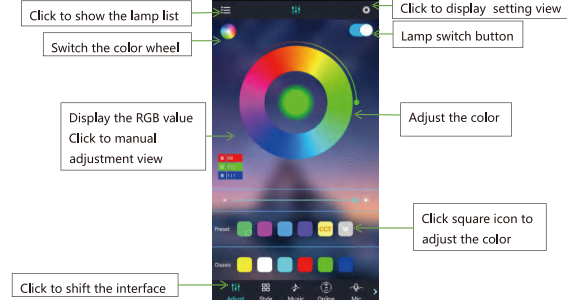 Click to show the lamp list
Click to display setting view
Switch the color wheel
Lamp switch button
Display the RGB value
Click to manual
adjustment view
Adjust the color
R
G
B
Preset
CCT
W
Click square icon to
adjust the color
Classic
Click to shift the interface
Adjust
Style
Music
Online
Mic